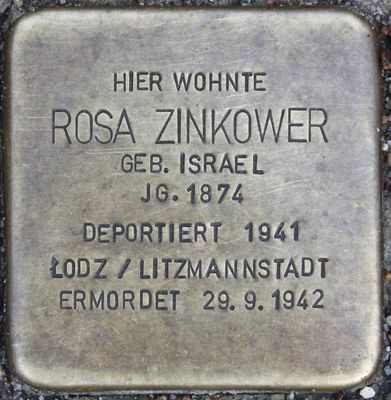 HIER WOHNTE
ROSA ZINKOWER
GEB. ISRAEL
JG. 1874
DEPORTIERT 1941
ŁODZ / LITZMANNSTADT
ERMORDET 29. 9. 1942